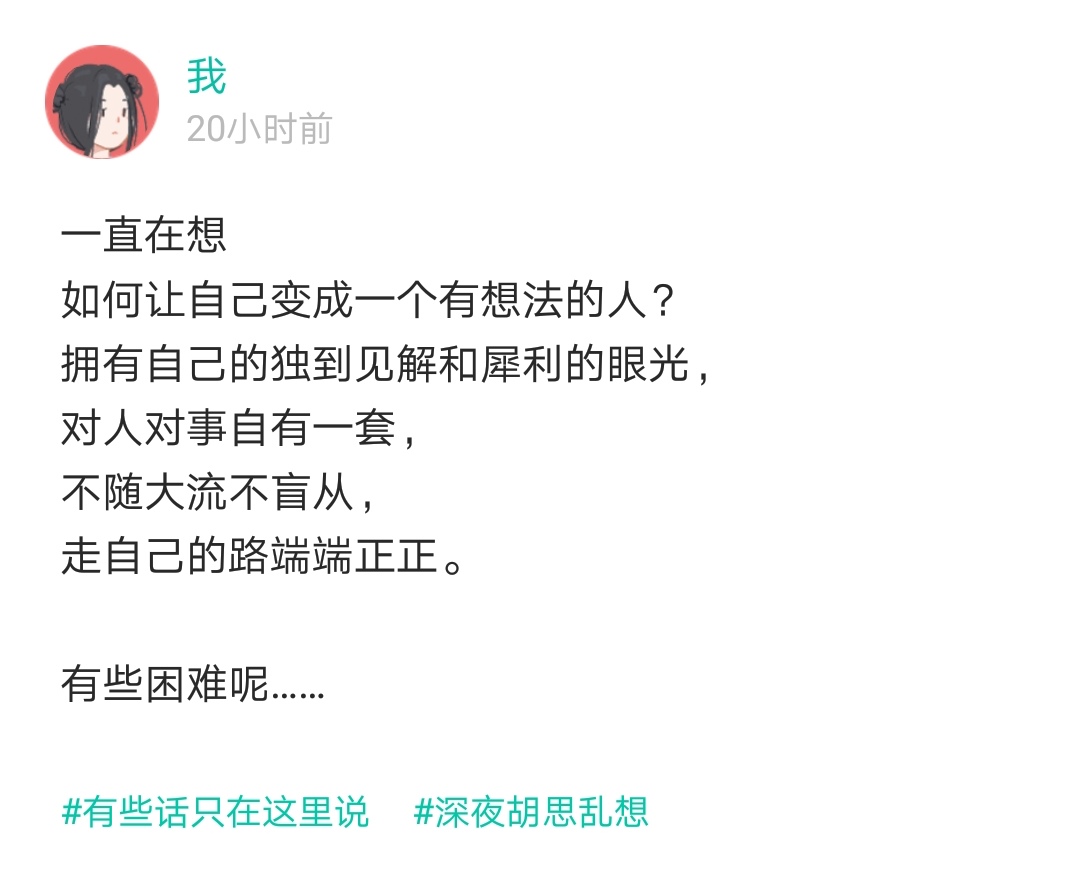 我
20小时前
一直在想
如何让自己变成一个有想法的人？
拥有自己的独到见解和犀利的眼光，
对人对事自有一套，
不随大流不盲从，
走自己的路端端正正。
有些困难呢……
#有些话只在这里说 #深夜胡思乱想